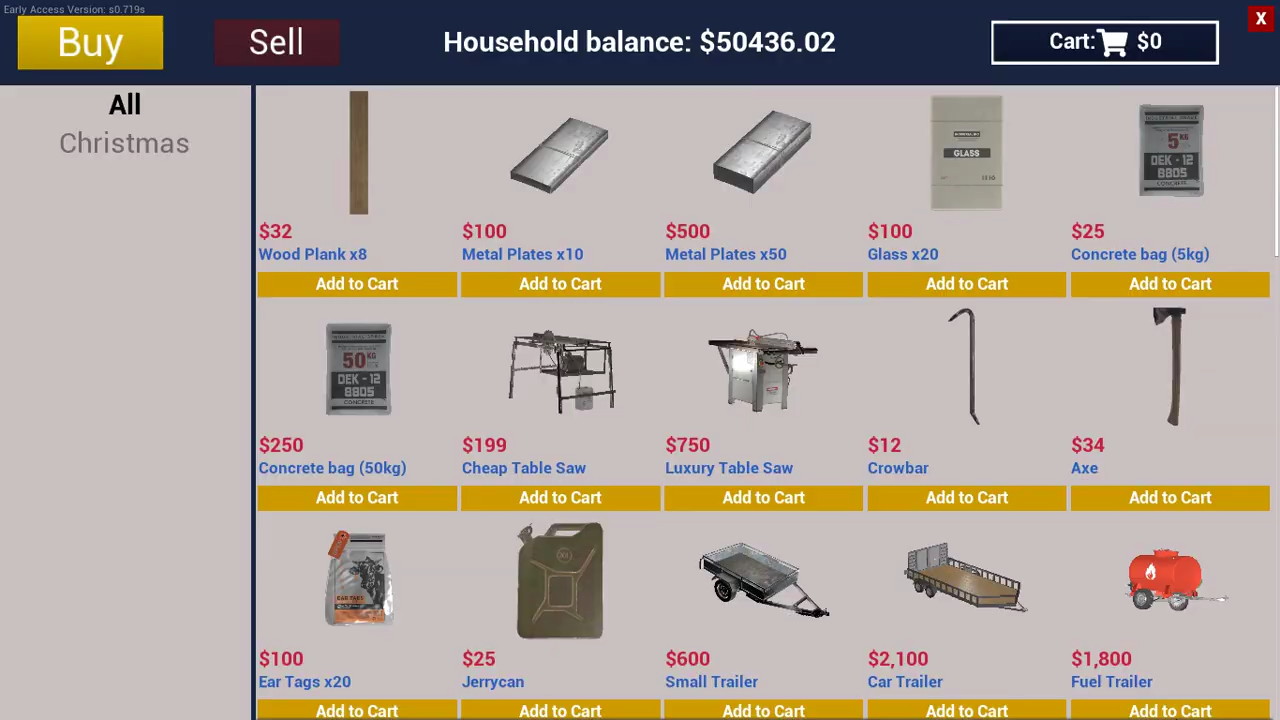 Early Access Version: s0.719s
X
Buy
Sell
Household balance: $50436.02
Cart: $0
All
Christmas
GLASS
5KG
DEK - 12
8805
CONCRETE
$32
$100
$500
$100
$25
Wood Plank x8
Metal Plates x10
Metal Plates x50
Glass x20
Concrete bag (5kg)
Add to Cart
Add to Cart
Add to Cart
Add to Cart
Add to Cart
50KG
DEK - 12
8805
CONCRETE
$250
$199
$750
$12
$34
Concrete bag (50kg)
Cheap Table Saw
Luxury Table Saw
Crowbar
Axe
Add to Cart
Add to Cart
Add to Cart
Add to Cart
Add to Cart
EAR TAGS
$100
$25
$600
$2,100
$1,800
Ear Tags x20
Jerrycan
Small Trailer
Car Trailer
Fuel Trailer
Add to Cart
Add to Cart
Add to Cart
Add to Cart
Add to Cart